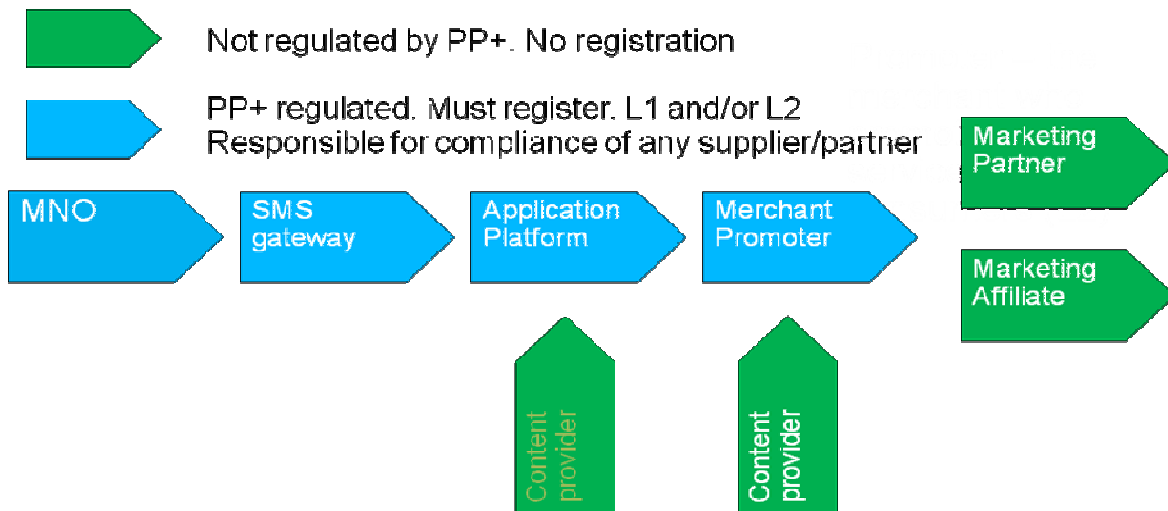 Not regulated by PP+. No registration
PP+ regulated. Must register. L1 and/or L2
Responsible for compliance of any supplier/partner
MNO
SMS
gateway
Application
Platform
Merchant
Promoter
Marketing
Partner
Marketing
Affiliate
Content
provider
Content
provider